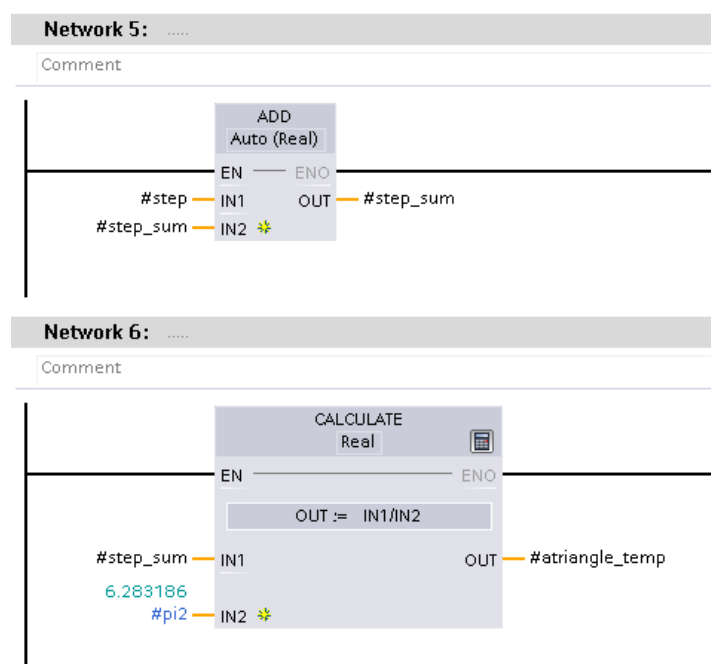 Network 5: .....
Comment
ADD
Auto (Real)
EN ENO
#step IN1 OUT #step_sum
#step_sum IN2
Network 6: .....
Comment
CALCULATE
Real
EN ENO
OUT := IN1/IN2
#step_sum IN1 OUT #atriangle_temp
6.283186
#pi2 IN2